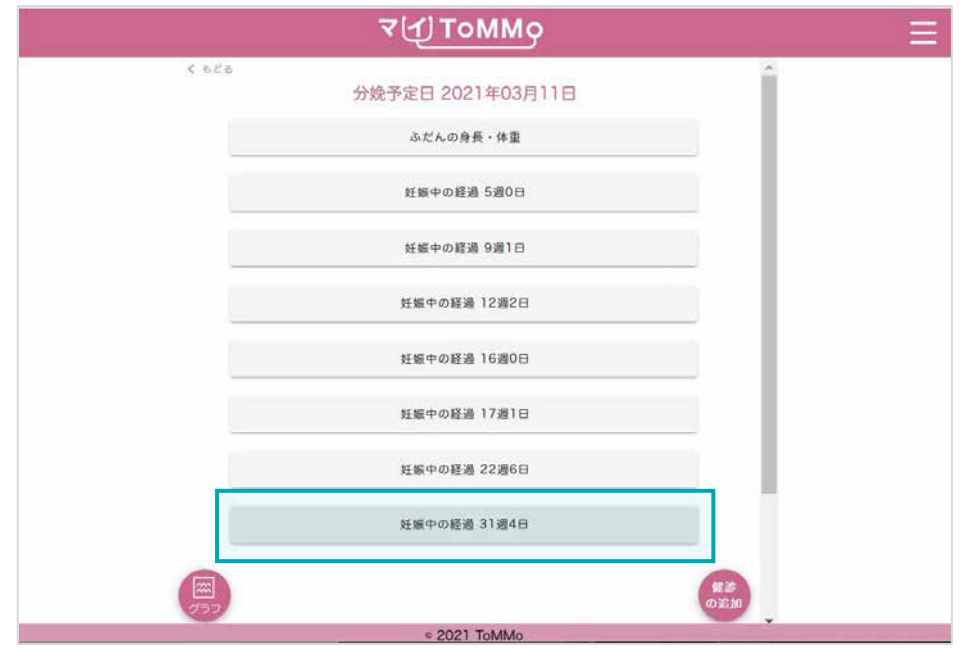 マイToMMo
< もどる
分娩予定日 2021年03月11日
ふだんの身長・体重
妊娠中の経過 5週0日
妊娠中の経過 9週1日
妊娠中の経過 12週2日
妊娠中の経過 16週0日
妊娠中の経過 17週1日
妊娠中の経過 22週6日
妊娠中の経過 31週4日
グラフ
健診
の追加
© 2021 ToMMo